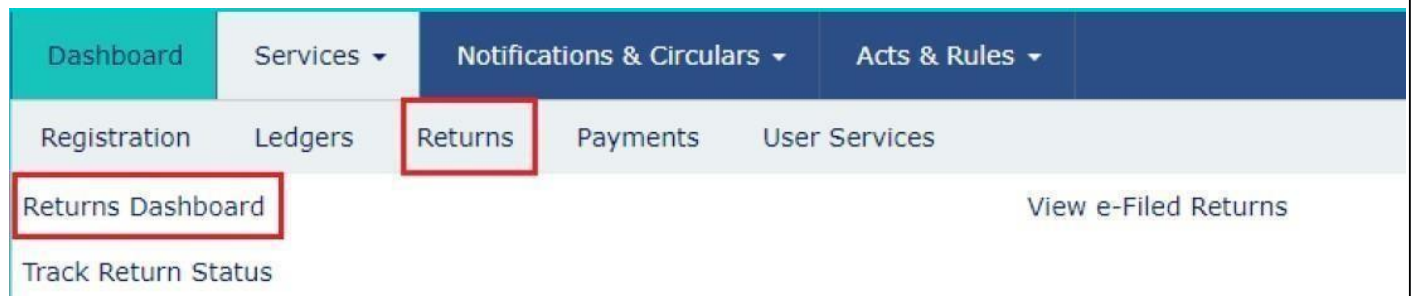 Dashboard Services Notifications & Circulars Acts & Rules
Registration Ledgers Returns Payments User Services
Returns Dashboard View e-Filed Returns
Track Return Status